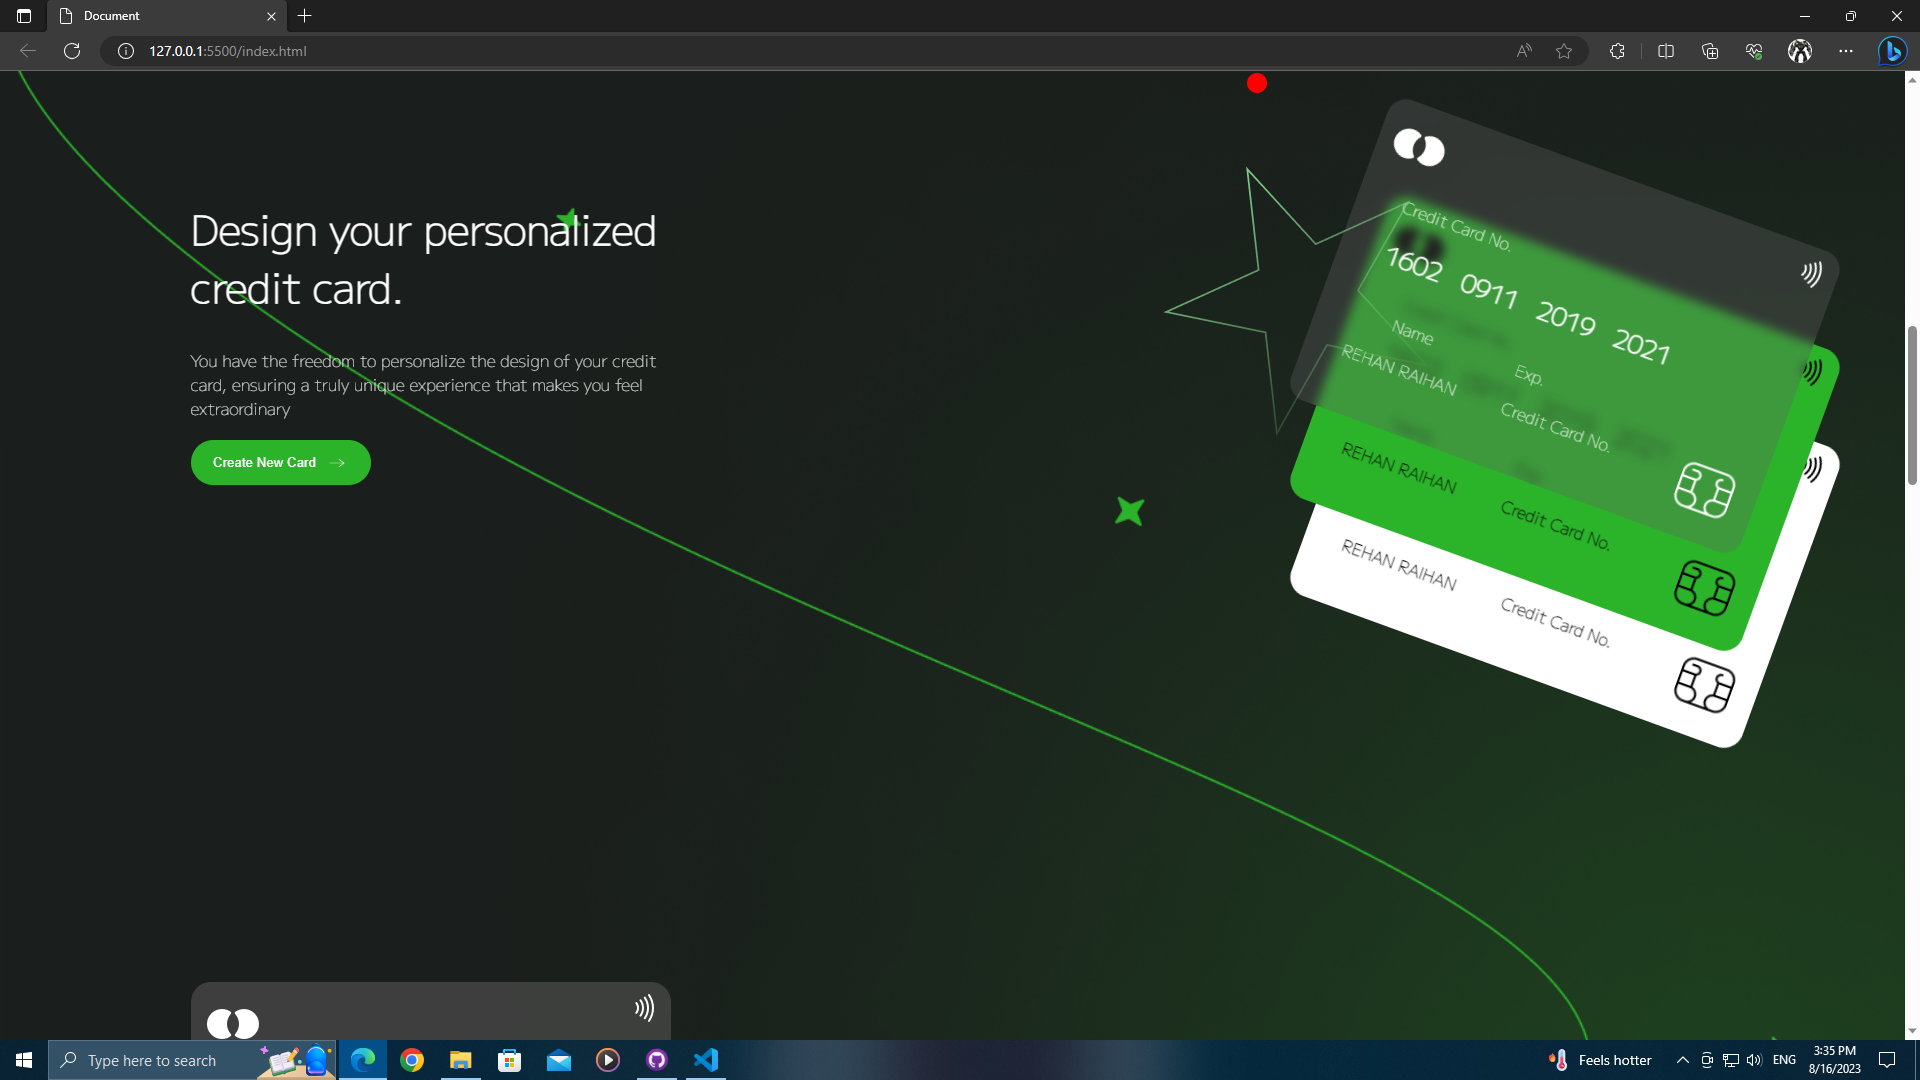 Document
127.0.0.1:5500/index.html
Design your personalized
credit card.
You have the freedom to personalize the design of your credit
card, ensuring a truly unique experience that makes you feel
extraordinary
Create New Card
Credit Card No.
1602 0911 2019 2021
Name
REHAN RAIHAN
Exp.
Credit Card No.
REHAN RAIHAN
Credit Card No.
REHAN RAIHAN
Credit Card No.
Type here to search
Feels hotter
ENG
3:35 PM
8/16/2023